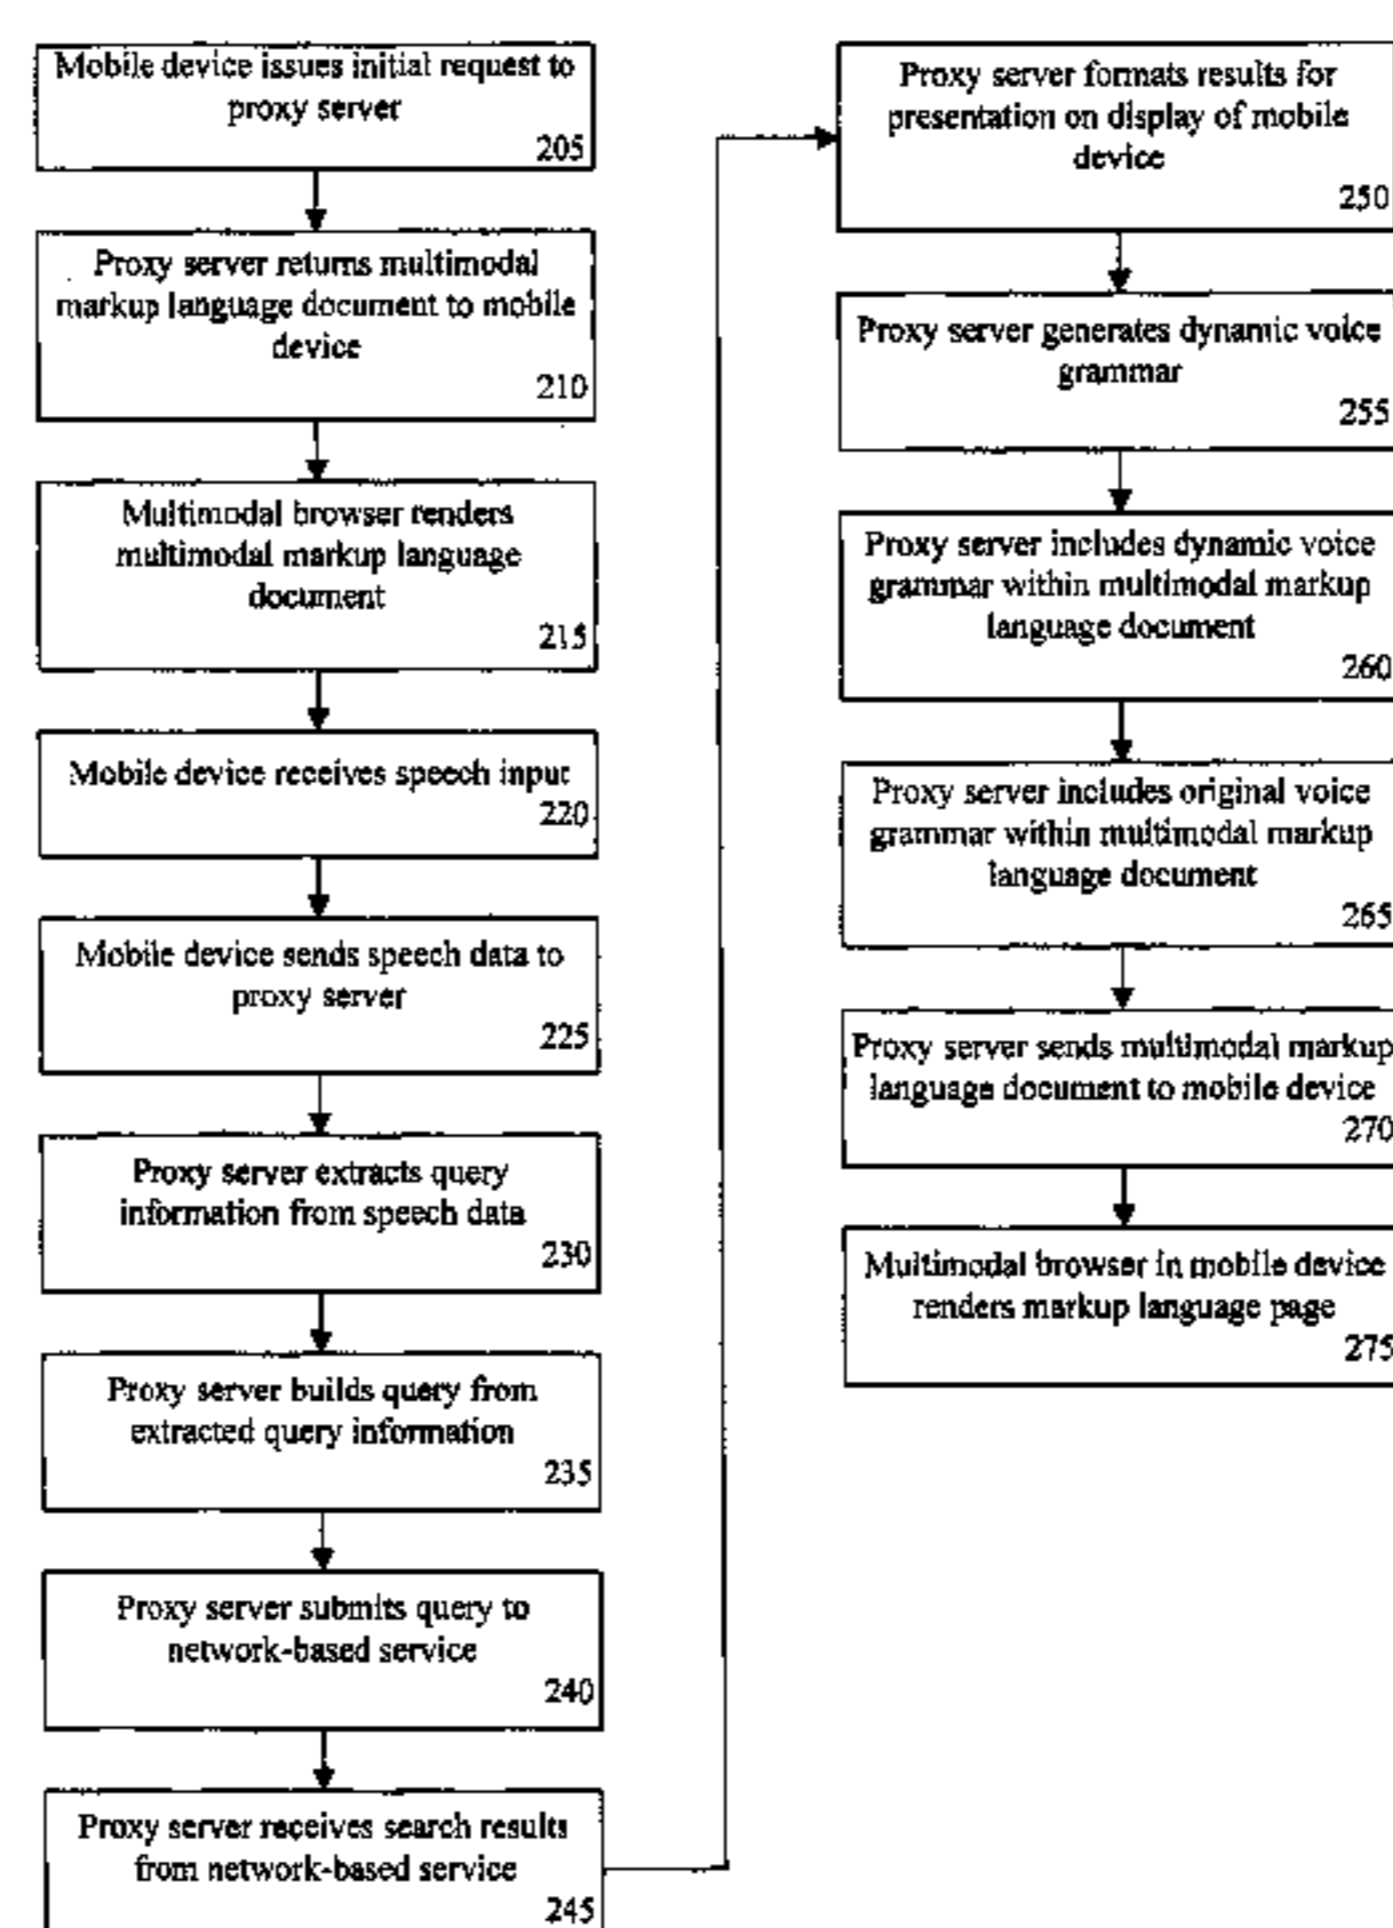 Mobile device issues initial request to
proxy server
205
Proxy server returns multimodal
markup language document to mobile
device
210
Multimodal browser renders
multimodal markup language
document
215
Mobile device receives speech input
220
Mobile device sends speech data to
proxy server
225
Proxy server extracts query
information from speech data
230
Proxy server builds query from
extracted query information
235
Proxy server submits query to
network-based service
240
Proxy server receives search results
from network-based service
245
Proxy server formats results for
presentation on display of mobile
device
250
Proxy server generates dynamic voice
grammar
255
Proxy server includes dynamic voice
grammar within multimodal markup
language document
260
Proxy server includes original voice
grammar within multimodal markup
language document
265
Proxy server sends multimodal markup
language document to mobile device
270
Multimodal browser in mobile device
renders markup language page
275